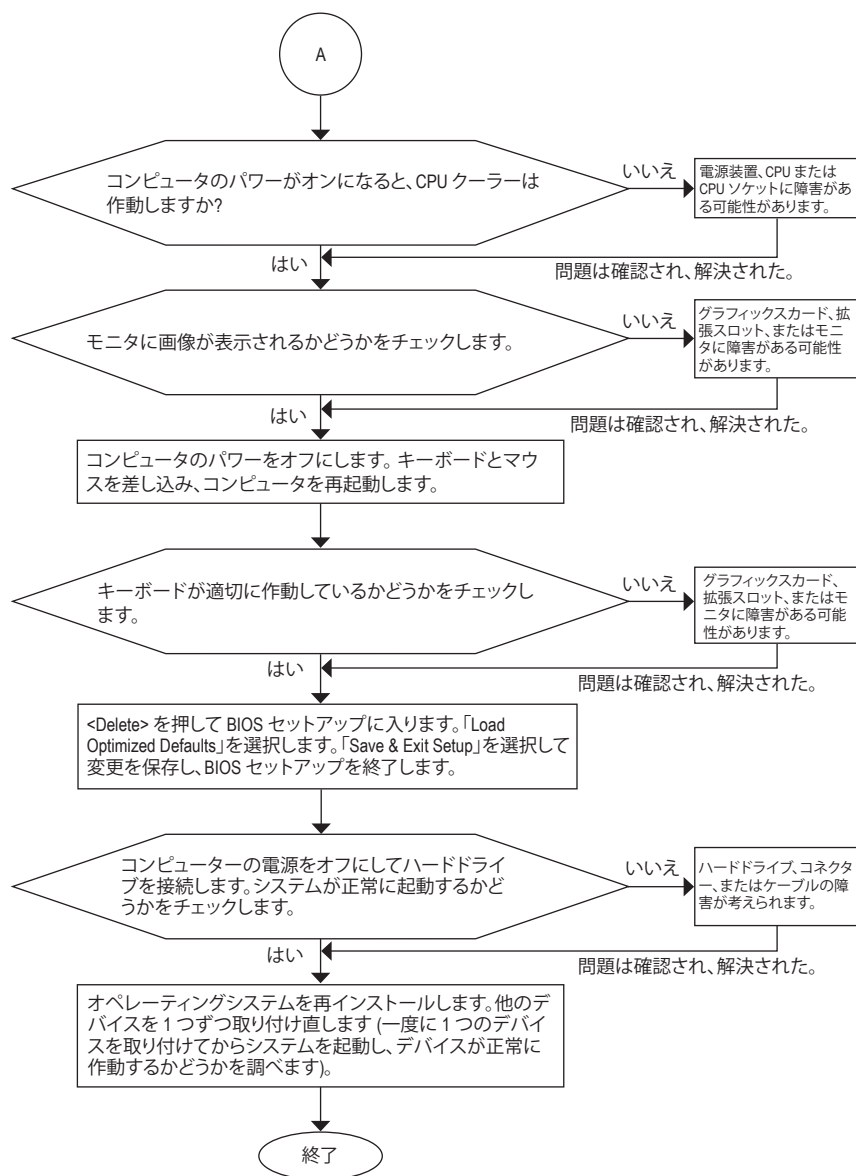 A
コンピュータのパワーがオンになると、CPU クーラーは
作動しますか?
いいえ
電源装置、CPU または
CPU ソケットに障害があ
る可能性があります。
はい
問題は確認され、解決された。
モニタに画像が表示されるかどうかをチェックします。
いいえ
グラフィックスカード、拡
張スロット、またはモニ
タに障害がある可能性
があります。
はい
問題は確認され、解決された。
コンピュータのパワーをオフにします。キーボードとマウ
スを差し込み、コンピュータを再起動します。
キーボードが適切に作動しているかどうかをチェックし
ます。
いいえ
グラフィックスカード、
拡張スロット、またはモ
ニタに障害がある可能
性があります。
はい
問題は確認され、解決された。
<Delete> を押して BIOS セットアップに入ります。「Load
Optimized Defaults」を選択します。「Save & Exit Setup」を選択して
変更を保存し、BIOS セットアップを終了します。
コンピューターの電源をオフにしてハードドライ
ブを接続します。システムが正常に起動するかど
うかをチェックします。
いいえ
ハードドライブ、コネクタ
ー、またはケーブルの障
害が考えられます。
はい
問題は確認され、解決された。
オペレーティングシステムを再インストールします。他のデ
バイスを 1 つずつ取り付け直します (一度に 1 つのデバイ
スを取り付けてからシステムを起動し、デバイスが正常に
作動するかどうかを調べます)。
終了